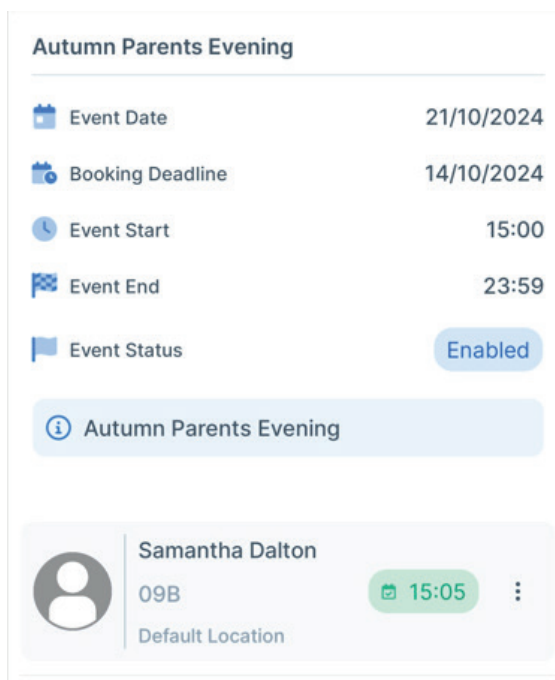 Autumn Parents Evening
Event Date 21/10/2024
Booking Deadline 14/10/2024
Event Start 15:00
Event End 23:59
Event Status Enabled
Autumn Parents Evening
Samantha Dalton
09B 15:05
Default Location